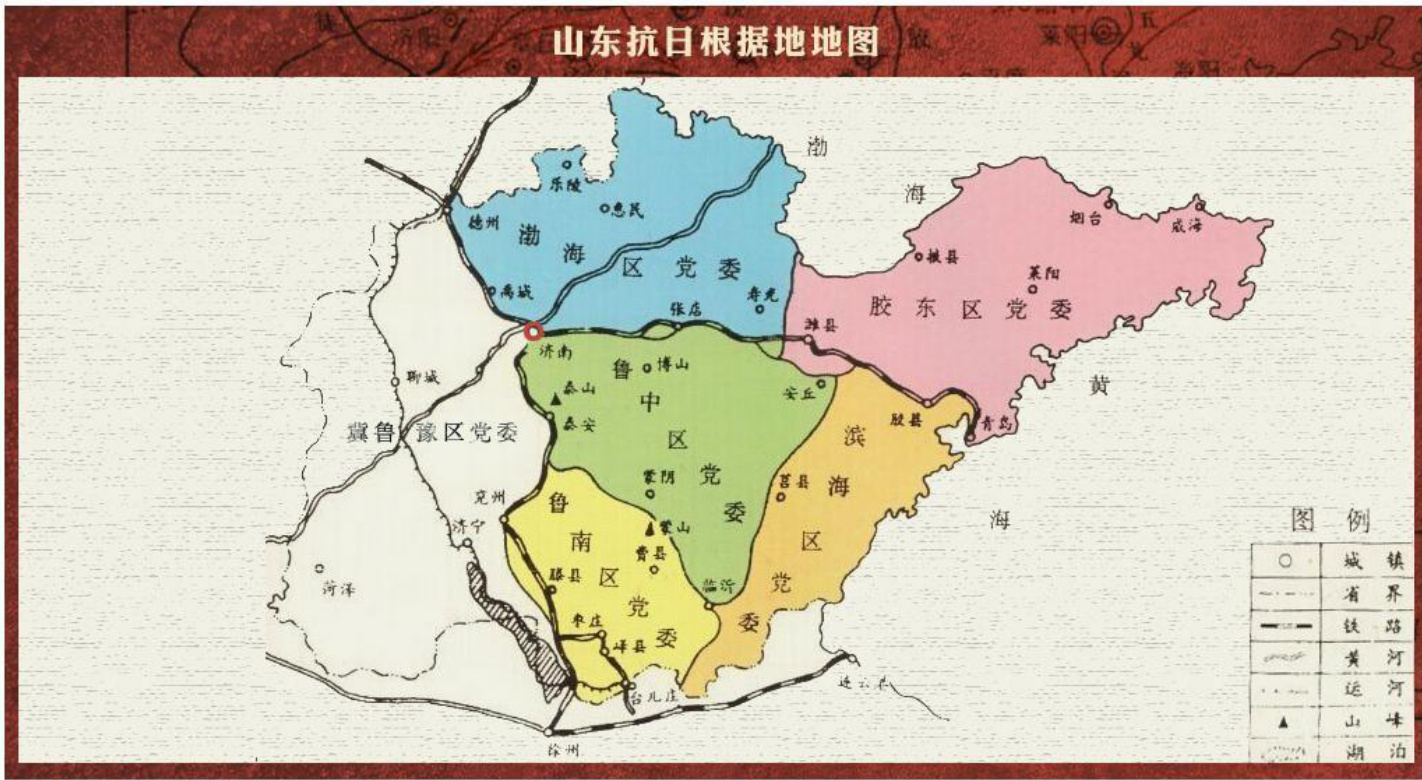 山东抗日根据地地图
渤
海
黄
海
乐陵
惠民
德州
渤海区党委
禹城
张店
寿光
济南
烟台
威海
掖县
莱阳
胶东区党委
潍县
胶县
青岛
鲁中区党委
博山
泰山
泰安
安丘
蒙阴
蒙山
临沂
聊城
冀鲁豫区党委
兖州
济宁
菏泽
鲁南区党委
费县
滕县
枣庄
峄县
台儿庄
徐州
滨海区党委
莒县
连云港
图例
城镇
省界
铁路
黄河
运河
山峰
湖泊